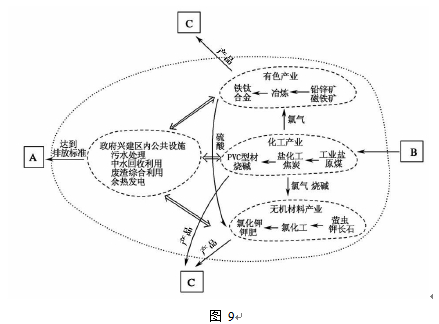 C
产品
有色产业
铁钛
合金
冶炼
铅锌矿
磁铁矿
氯气
硫酸
达到
排放标准
A
政府兴建区内公共设施
污水处理
中水回收利用
废渣综合利用
余热发电
化工产业
PVC型材
烧碱
盐化工
焦炭
工业盐
原煤
B
氯气 烧碱
无机材料产业
氯化钾
钾肥
氯化工
萤虫
钾长石
产品
产品
C
图 9